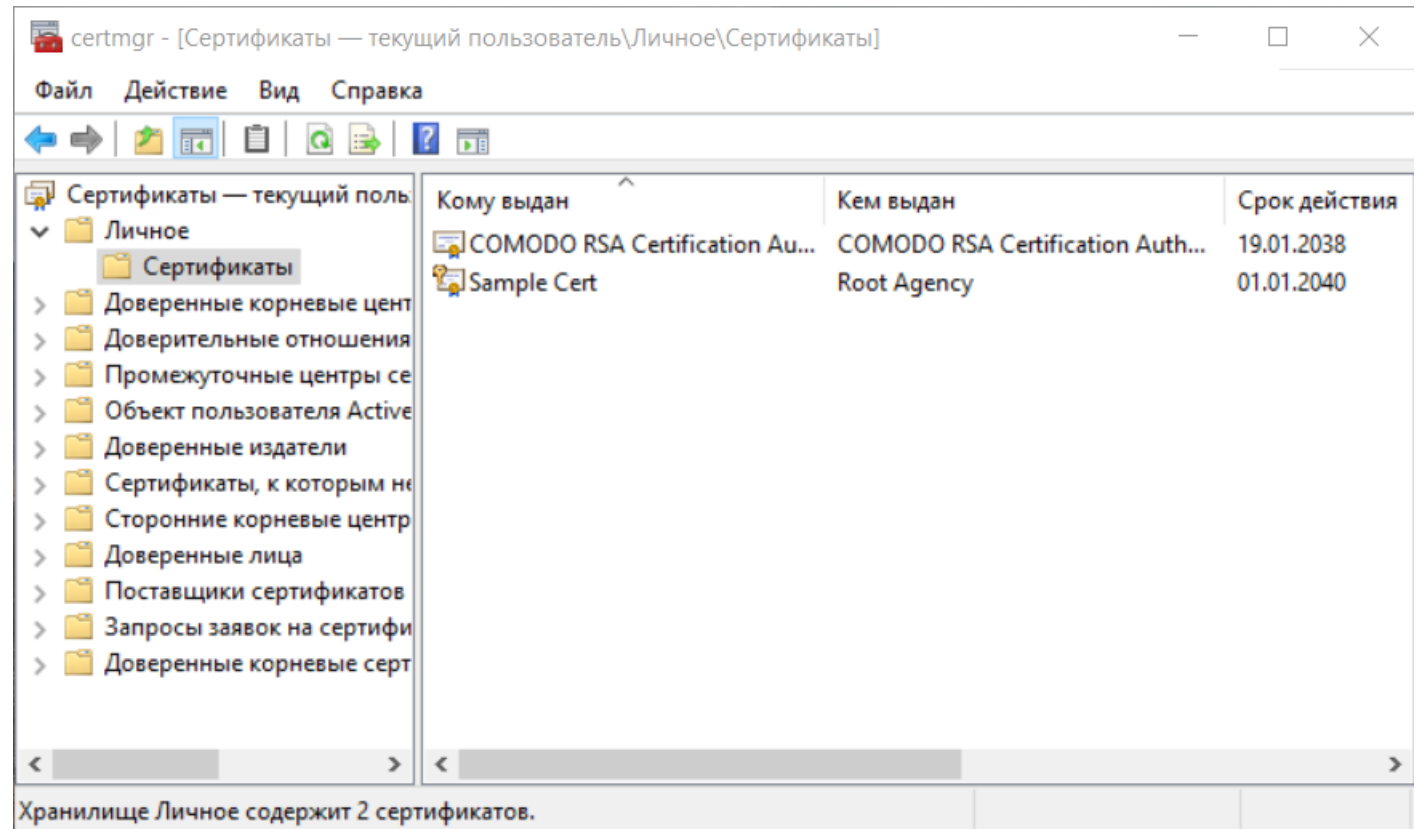 certmgr - [Сертификаты — текущий пользователь\Личное\Сертификаты]
Файл Действие Вид Справка
Сертификаты — текущий поль
Личное
Сертификаты
Доверенные корневые цент
Доверительные отношения
Промежуточные центры се
Объект пользователя Active
Доверенные издатели
Сертификаты, к которым не
Сторонние корневые центр
Доверенные лица
Поставщики сертификатов
Запросы заявок на сертифи
Доверенные корневые серт
Кому выдан Кем выдан Срок действия
COMODO RSA Certification Au... COMODO RSA Certification Auth... 19.01.2038
Sample Cert Root Agency 01.01.2040
Хранилище Личное содержит 2 сертификатов.